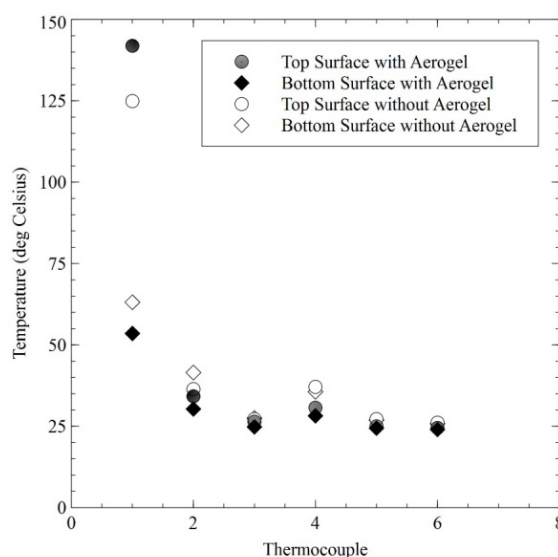 150
125
100
75
50
25
0
Temperature (deg Celsius)
Top Surface with Aerogel
Bottom Surface with Aerogel
Top Surface without Aerogel
Bottom Surface without Aerogel
0 2 4 6 8
Thermocouple